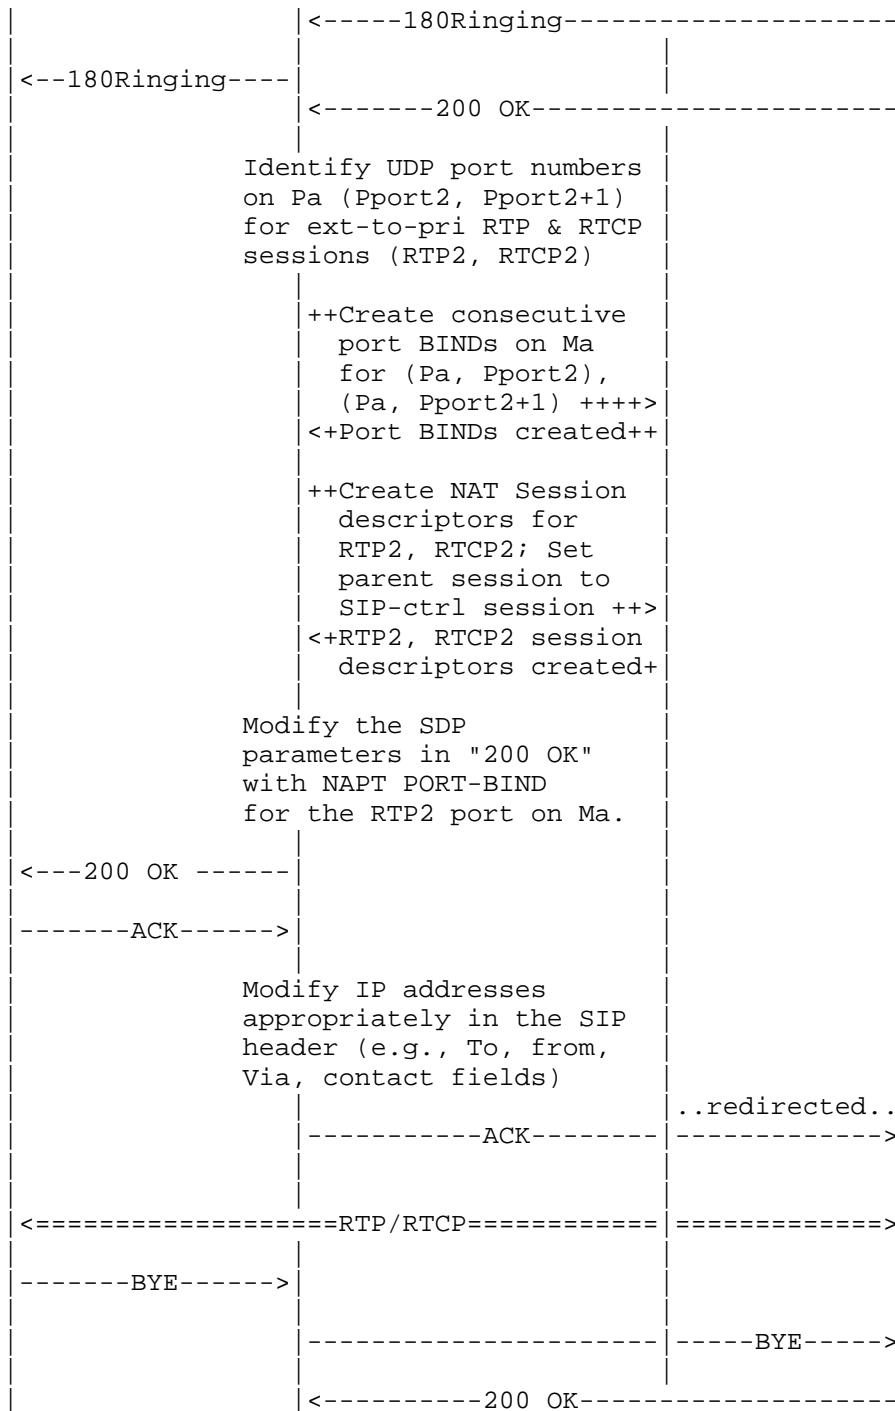 |                 |<-----180Ringing---------------------
|                 |                      |
|<--180Ringing----|                      |
|                 |<-------200 OK-----------------------
|                 |                      |
|             Identify UDP port numbers  |
|             on Pa (Pport2, Pport2+1)   |
|             for ext-to-pri RTP & RTCP  |
|             sessions (RTP2, RTCP2)     |
|                 |                      |
|                 |++Create consecutive  |
|                 |  port BINDs on Ma    |
|                 |  for (Pa, Pport2),   |
|                 |  (Pa, Pport2+1) ++++>|
|                 |<+Port BINDs created++|
|                 |                      |
|                 |++Create NAT Session  |
|                 |  descriptors for     |
|                 |  RTP2, RTCP2; Set    |
|                 |  parent session to   |
|                 |  SIP-ctrl session ++>|
|                 |<+RTP2, RTCP2 session |
|                 |  descriptors created+|
|                 |                      |
|             Modify the SDP             |
|             parameters in "200 OK"     |
|             with NAPT PORT-BIND        |
|             for the RTP2 port on Ma.   |
|                 |                      |
|<---200 OK ------|                      |
|                 |                      |
|-------ACK------>|                      |
|                 |                      |
|             Modify IP addresses        |
|             appropriately in the SIP   |
|             header (e.g., To, from,    |
|             Via, contact fields)       |
|                 |                      |..redirected..
|                 |-----------ACK--------|------------->
|                 |                      |
|                 |                      |
|<===================RTP/RTCP============|=============>
|                 |                      |
|-------BYE------>|                      |
|                 |                      |
|                 |----------------------|-----BYE----->
|                 |                      |
|                 |<----------200 OK--------------------